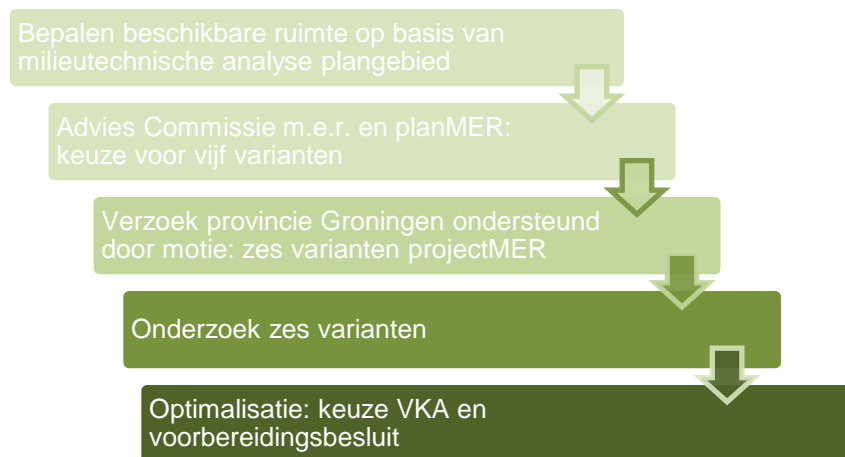 Bepalen beschikbare ruimte op basis van
milieutechnische analyse plangebied
Advies Commissie m.e.r. en planMER:
keuze voor vijf varianten
Verzoek provincie Groningen ondersteund
door motie: zes varianten projectMER
Onderzoek zes varianten
Optimalisatie: keuze VKA en
voorbereidingsbesluit